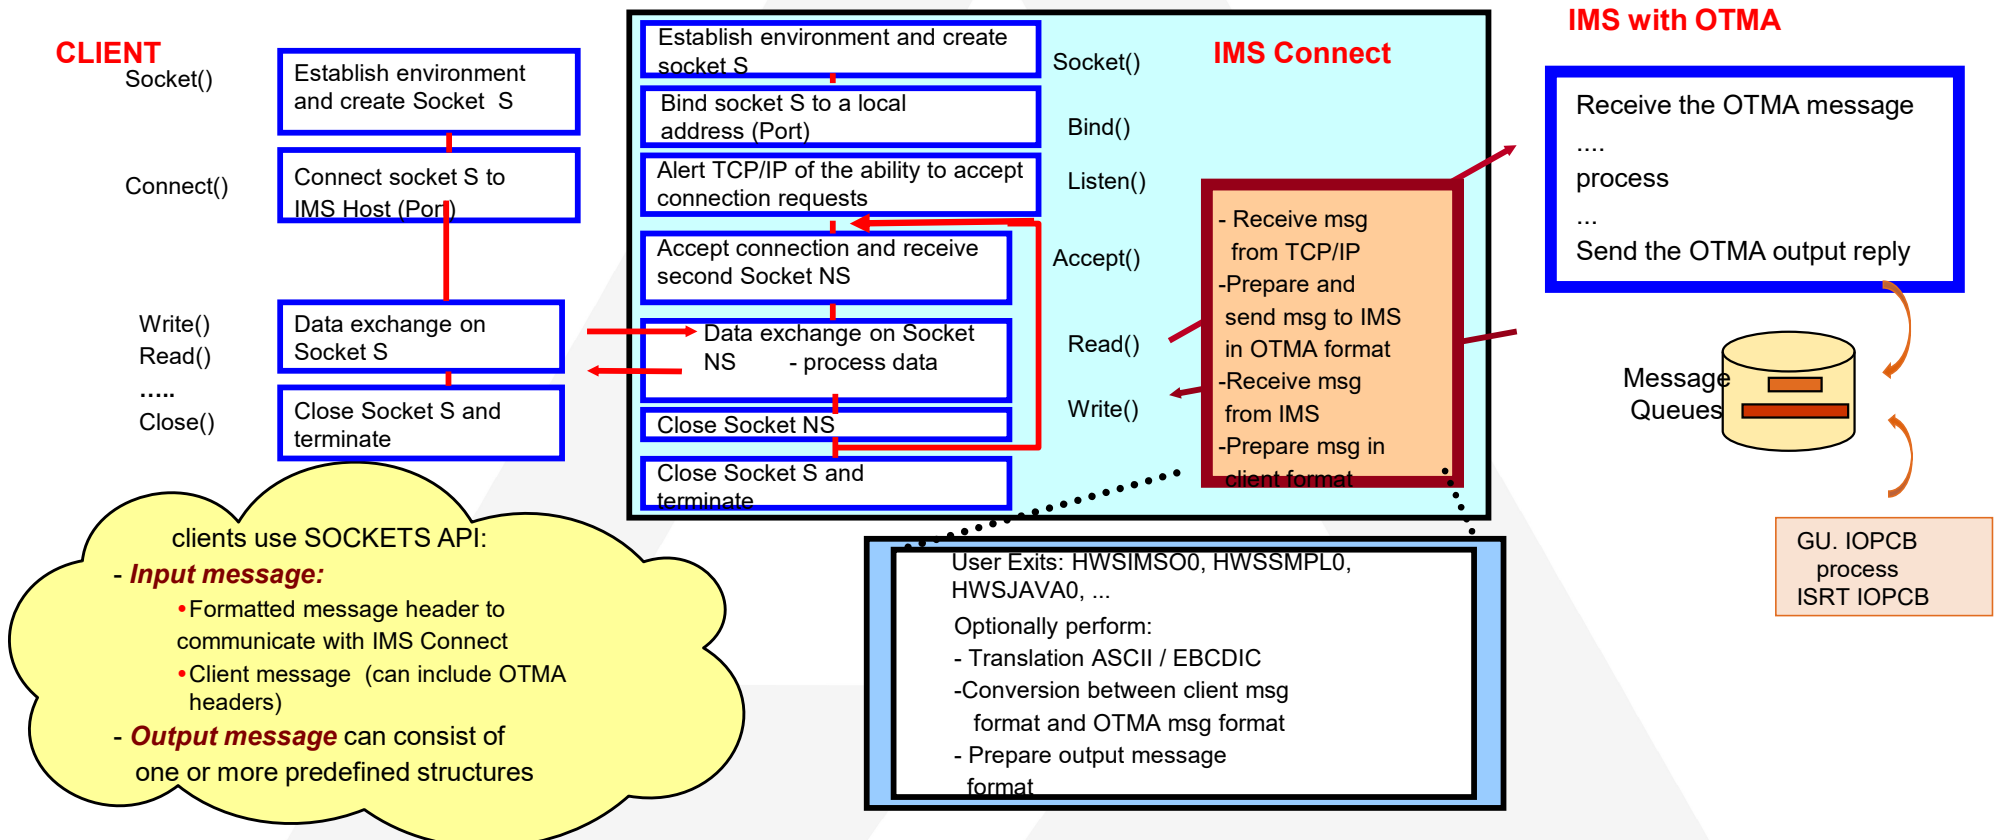 CLIENT
Socket()
Establish environment
and create Socket  S
Connect()
Connect socket S to
IMS Host (Port)
Write()
Read()
.....
Close()
Data exchange on
Socket S
Close Socket S and
terminate
Establish environment and create
socket S
Bind socket S to a local
address (Port)
Alert TCP/IP of the ability to accept
connection requests
Accept connection and receive
second Socket NS
Data exchange on Socket
NS - process data
Close Socket NS
Close Socket S and
terminate
Socket()
Bind()
Listen()
Accept()
Read()
Write()
IMS Connect
- Receive msg
from TCP/IP
-Prepare and
send msg to IMS
in OTMA format
-Receive msg
from IMS
-Prepare msg in
client format
IMS with OTMA
Receive the OTMA message
....
process
...
Send the OTMA output reply
Message
Queues
GU. IOPCB
process
ISRT IOPCB
clients use SOCKETS API:
- Input message:
•Formatted message header to
communicate with IMS Connect
•Client message  (can include OTMA
headers)
- Output message can consist of
one or more predefined structures
User Exits: HWSIMSO0, HWSSMPL0,
HWSJAVA0, ...
Optionally perform:
- Translation ASCII / EBCDIC
-Conversion between client msg
format and OTMA msg format
- Prepare output message
format